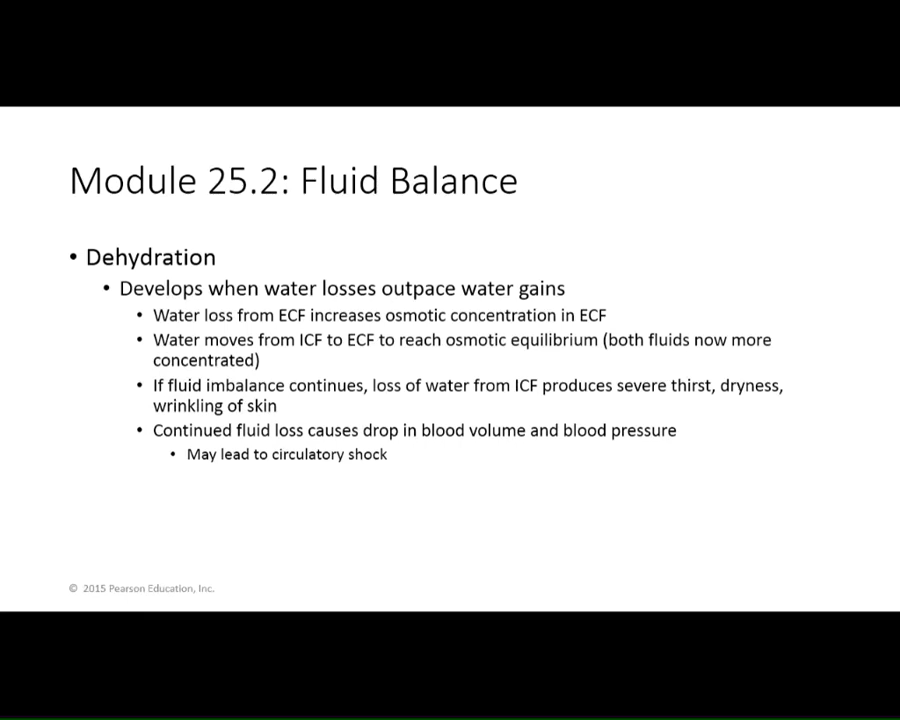 Module 25.2: Fluid Balance
• Dehydration
• Develops when water losses outpace water gains
• Water loss from ECF increases osmotic concentration in ECF
• Water moves from ICF to ECF to reach osmotic equilibrium (both fluids now more
concentrated)
• If fluid imbalance continues, loss of water from ICF produces severe thirst, dryness,
wrinkling of skin
• Continued fluid loss causes drop in blood volume and blood pressure
• May lead to circulatory shock
© 2015 Pearson Education, Inc.